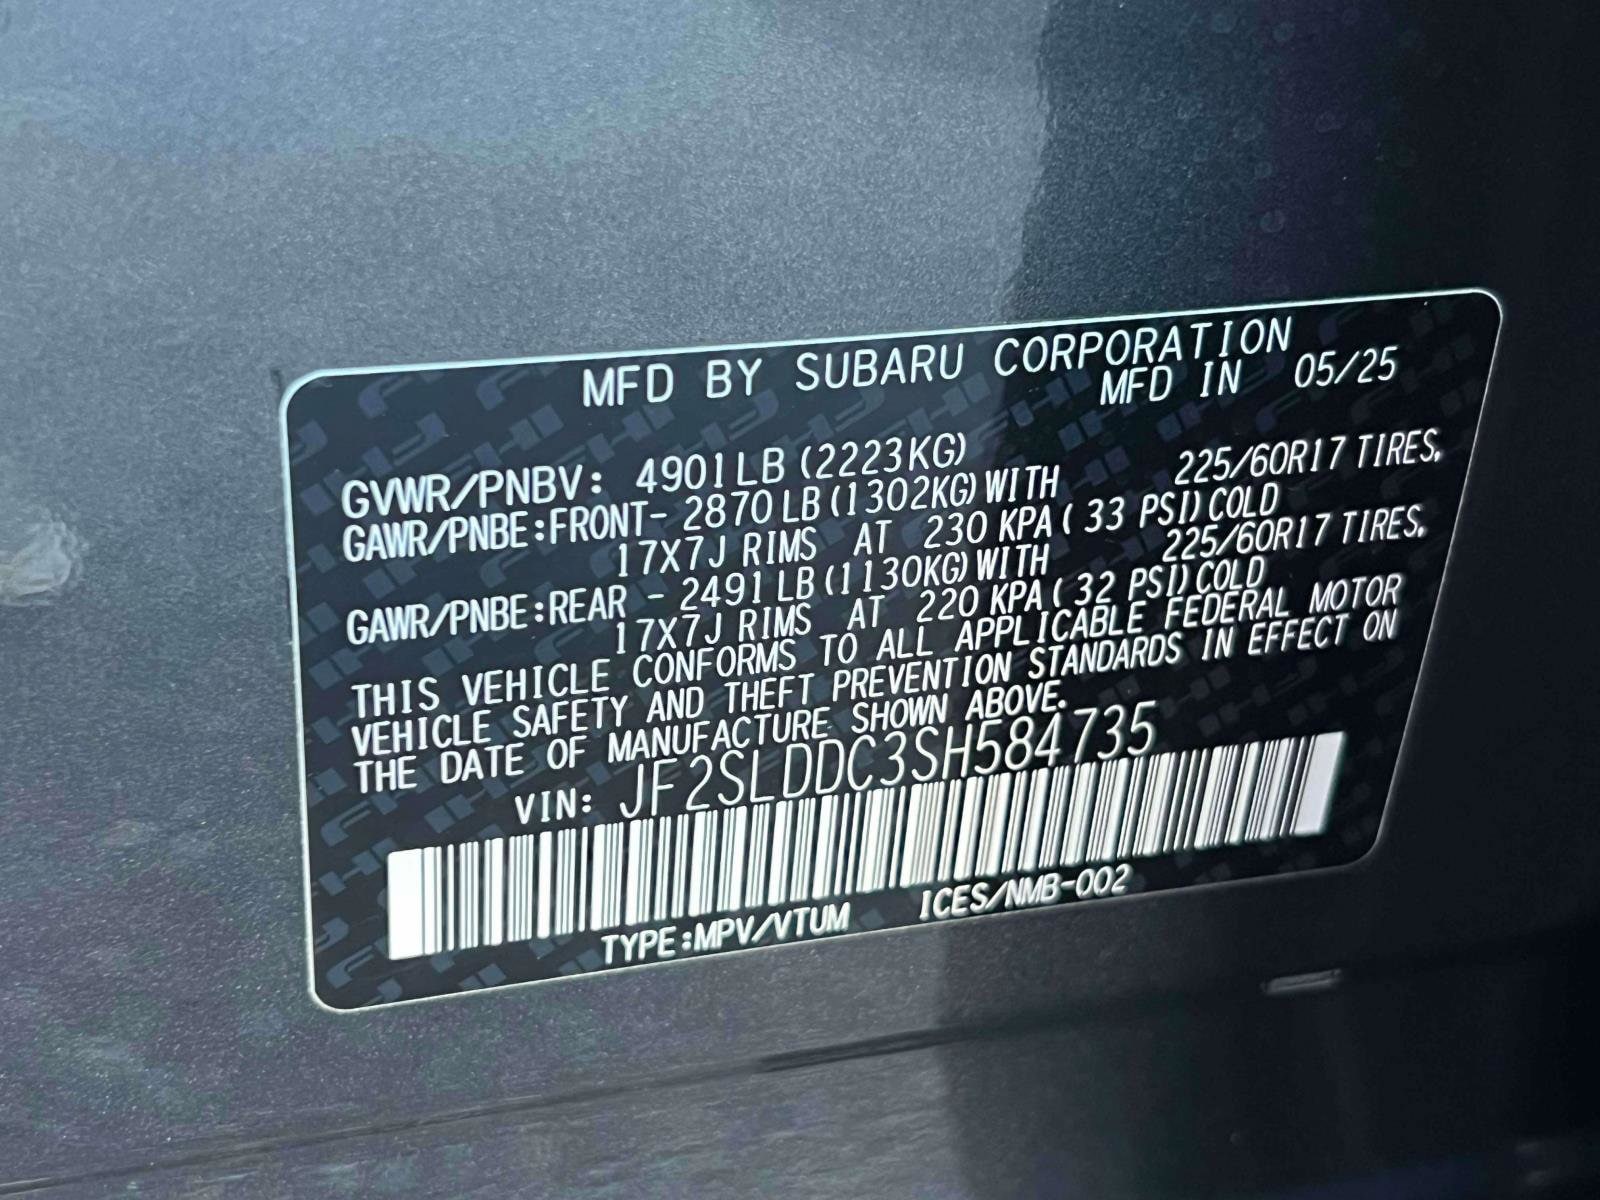 MFD BY SUBARU CORPORATION
MFD IN 05/25
GVWR/PNBV: 4901LB (2223KG)
GAWR/PNBE:FRONT- 2870LB(1302KG)WITH 225/60R17 TIRES,
17X7J RIMS AT 230 KPA( 33 PSI)COLD
GAWR/PNBE:REAR - 2491LB(1130KG)WITH 225/60R17 TIRES,
17X7J RIMS AT 220 KPA( 32 PSI)COLD
THIS VEHICLE CONFORMS TO ALL APPLICABLE FEDERAL MOTOR
VEHICLE SAFETY AND THEFT PREVENTION STANDARDS IN EFFECT ON
THE DATE OF MANUFACTURE SHOWN ABOVE.
VIN: JF2SLDDC3SH584735
TYPE:MPV/VTUM ICES/NMB-002